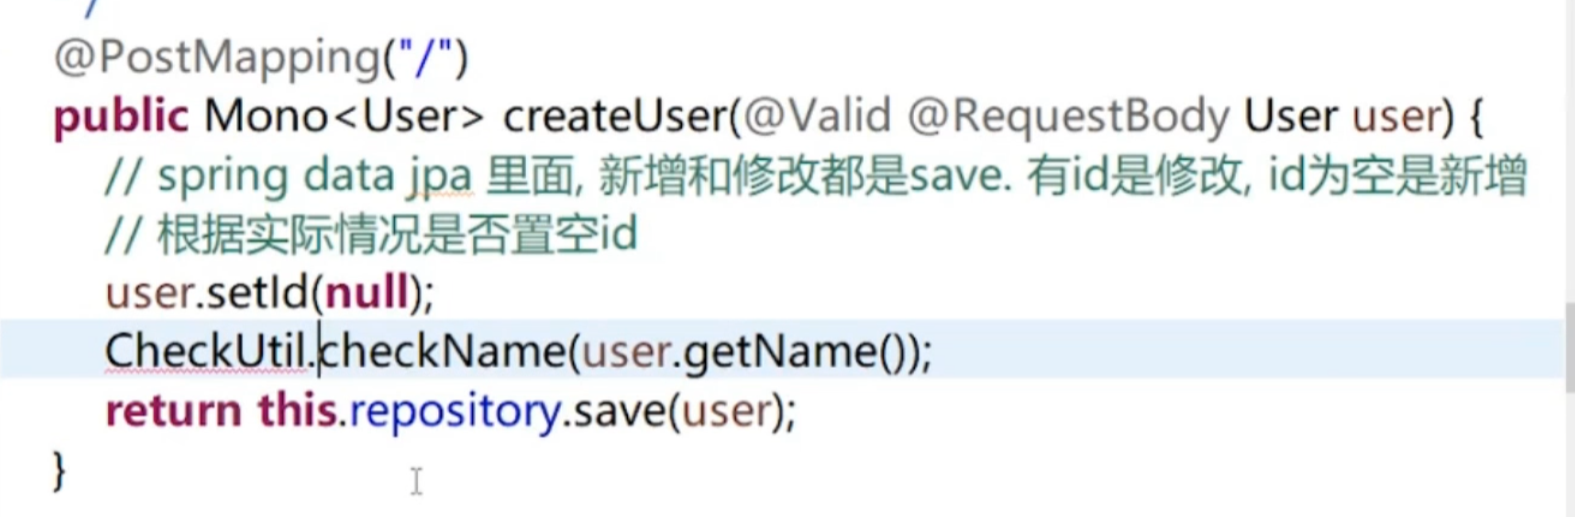 /
@PostMapping("/")
public Mono<User> createUser(@Valid @RequestBody User user) {
// spring data jpa 里面, 新增和修改都是save. 有id是修改, id为空是新增
// 根据实际情况是否置空id
user.setId(null);
CheckUtil.checkName(user.getName());
return this.repository.save(user);
}